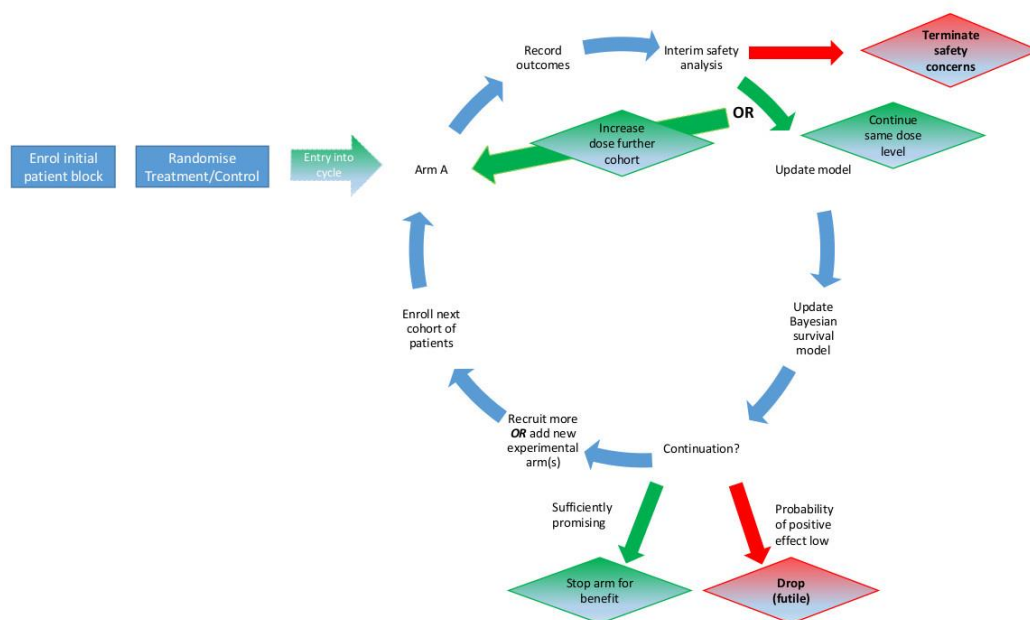 Enrol initial
patient block
Randomise
Treatment/Control
Entry into
cycle
Arm A
Record
outcomes
Interim safety
analysis
Terminate
safety
concerns
OR
Increase
dose further
cohort
Continue
same dose
level
Update model
Update
Bayesian
survival
model
Continuation?
Recruit more
OR add new
experimental
arm(s)
Enroll next
cohort of
patients
Sufficiently
promising
Stop arm for
benefit
Probability
of positive
effect low
Drop
(futile)